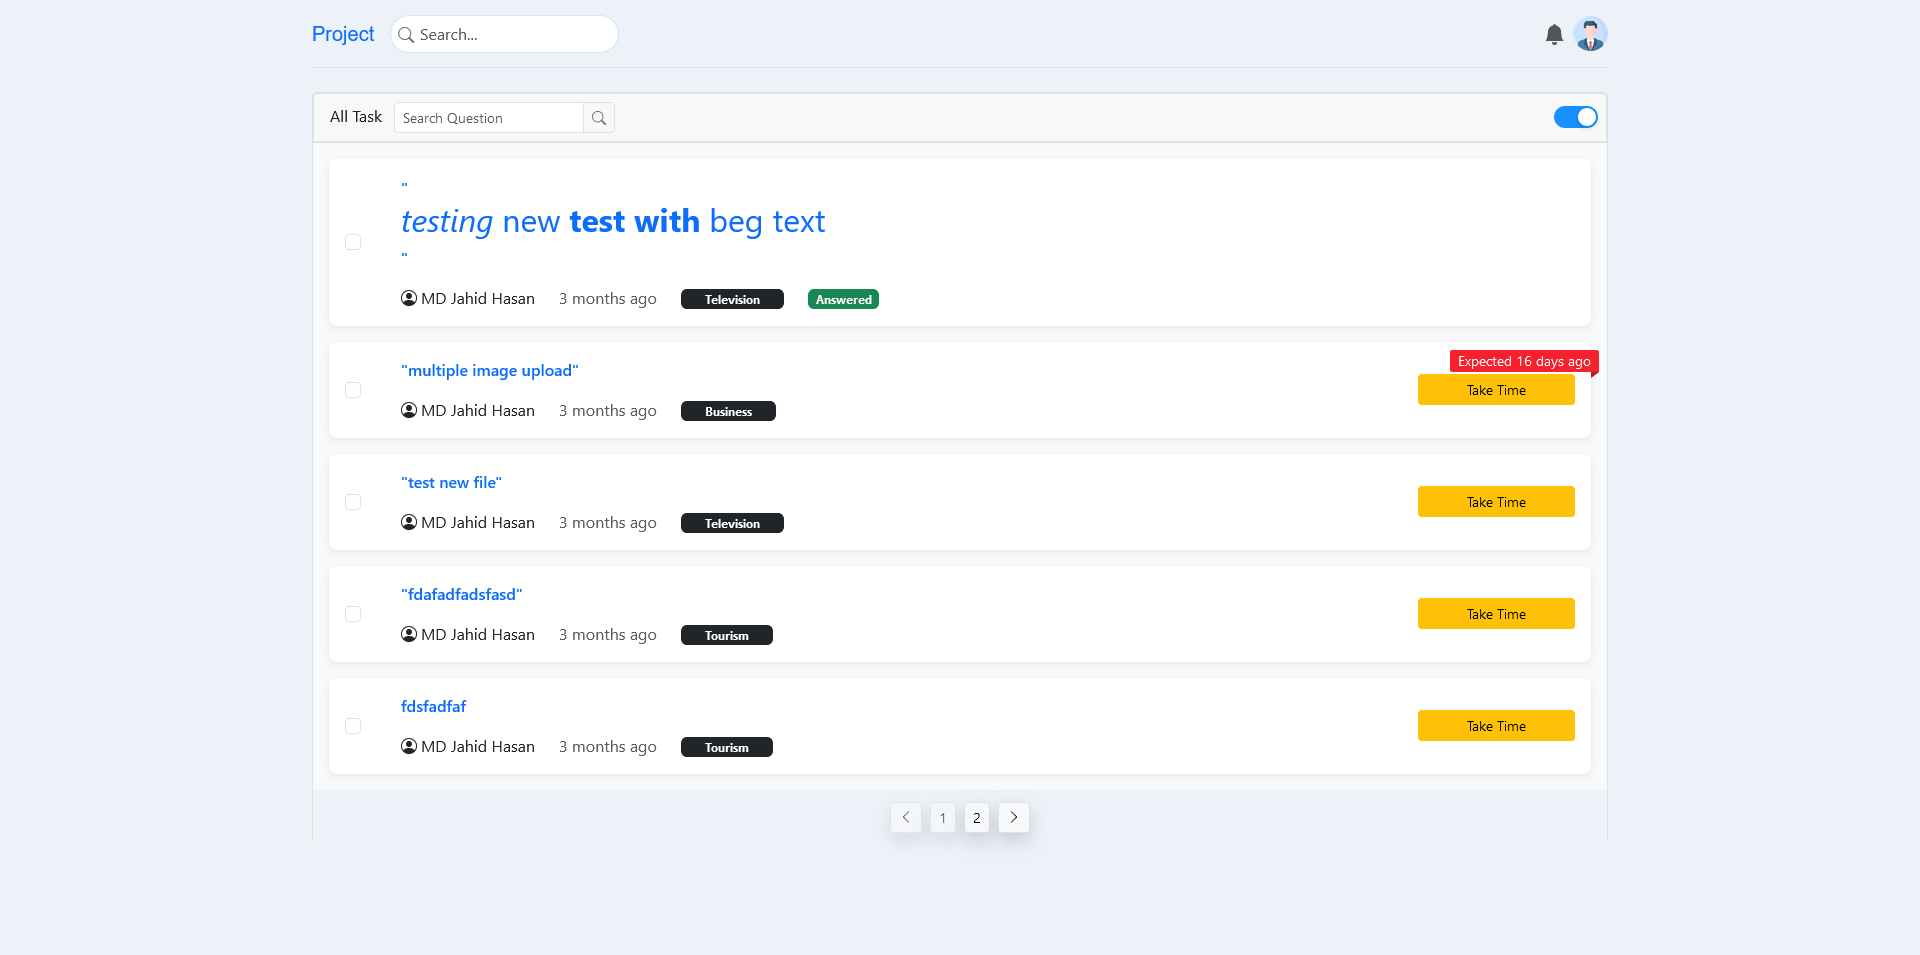 Project
Search...
All Task
Search Question
"
testing new test with beg text
"
MD Jahid Hasan 3 months ago Television Answered
Expected 16 days ago
"multiple image upload"
Take Time
MD Jahid Hasan 3 months ago Business
"test new file"
Take Time
MD Jahid Hasan 3 months ago Television
"fdafadfadsfasd"
Take Time
MD Jahid Hasan 3 months ago Tourism
fdsfadfaf
Take Time
MD Jahid Hasan 3 months ago Tourism
1 2